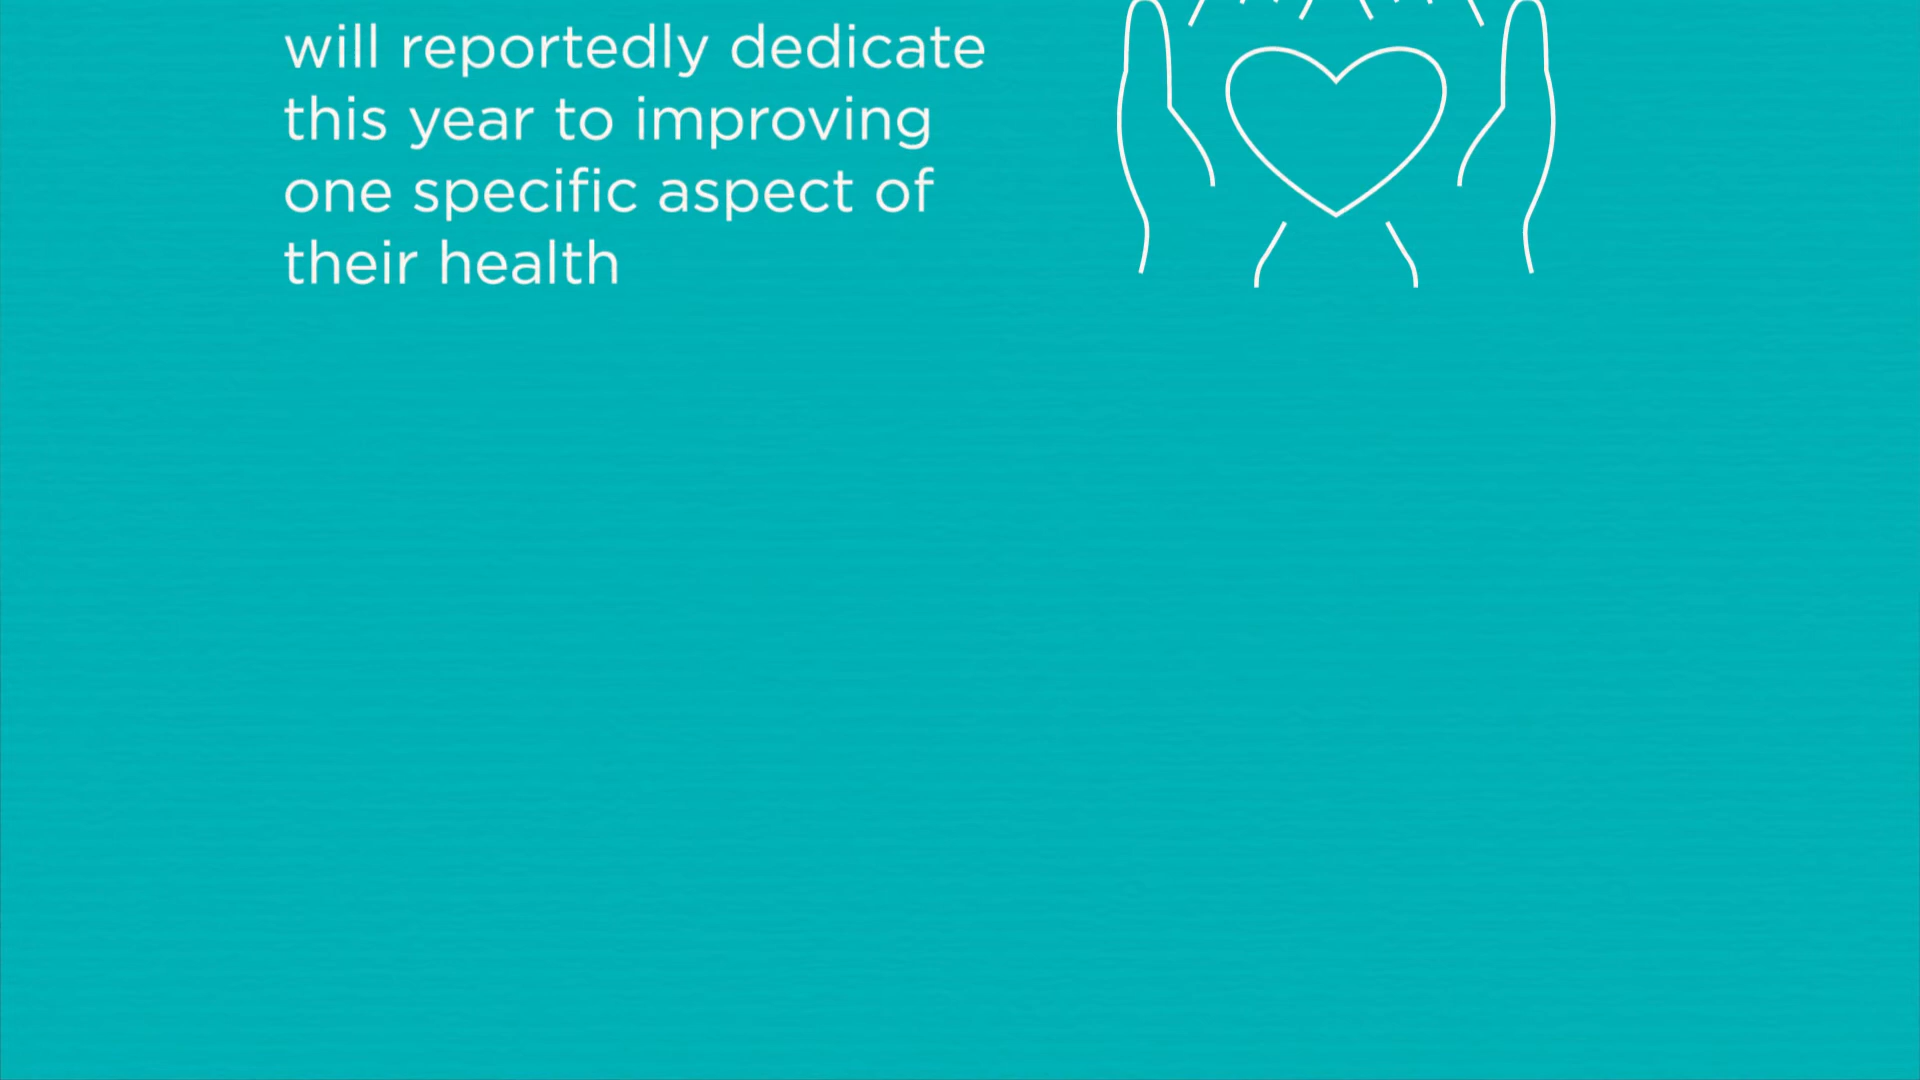 will reportedly dedicate
this year to improving
one specific aspect of
their health